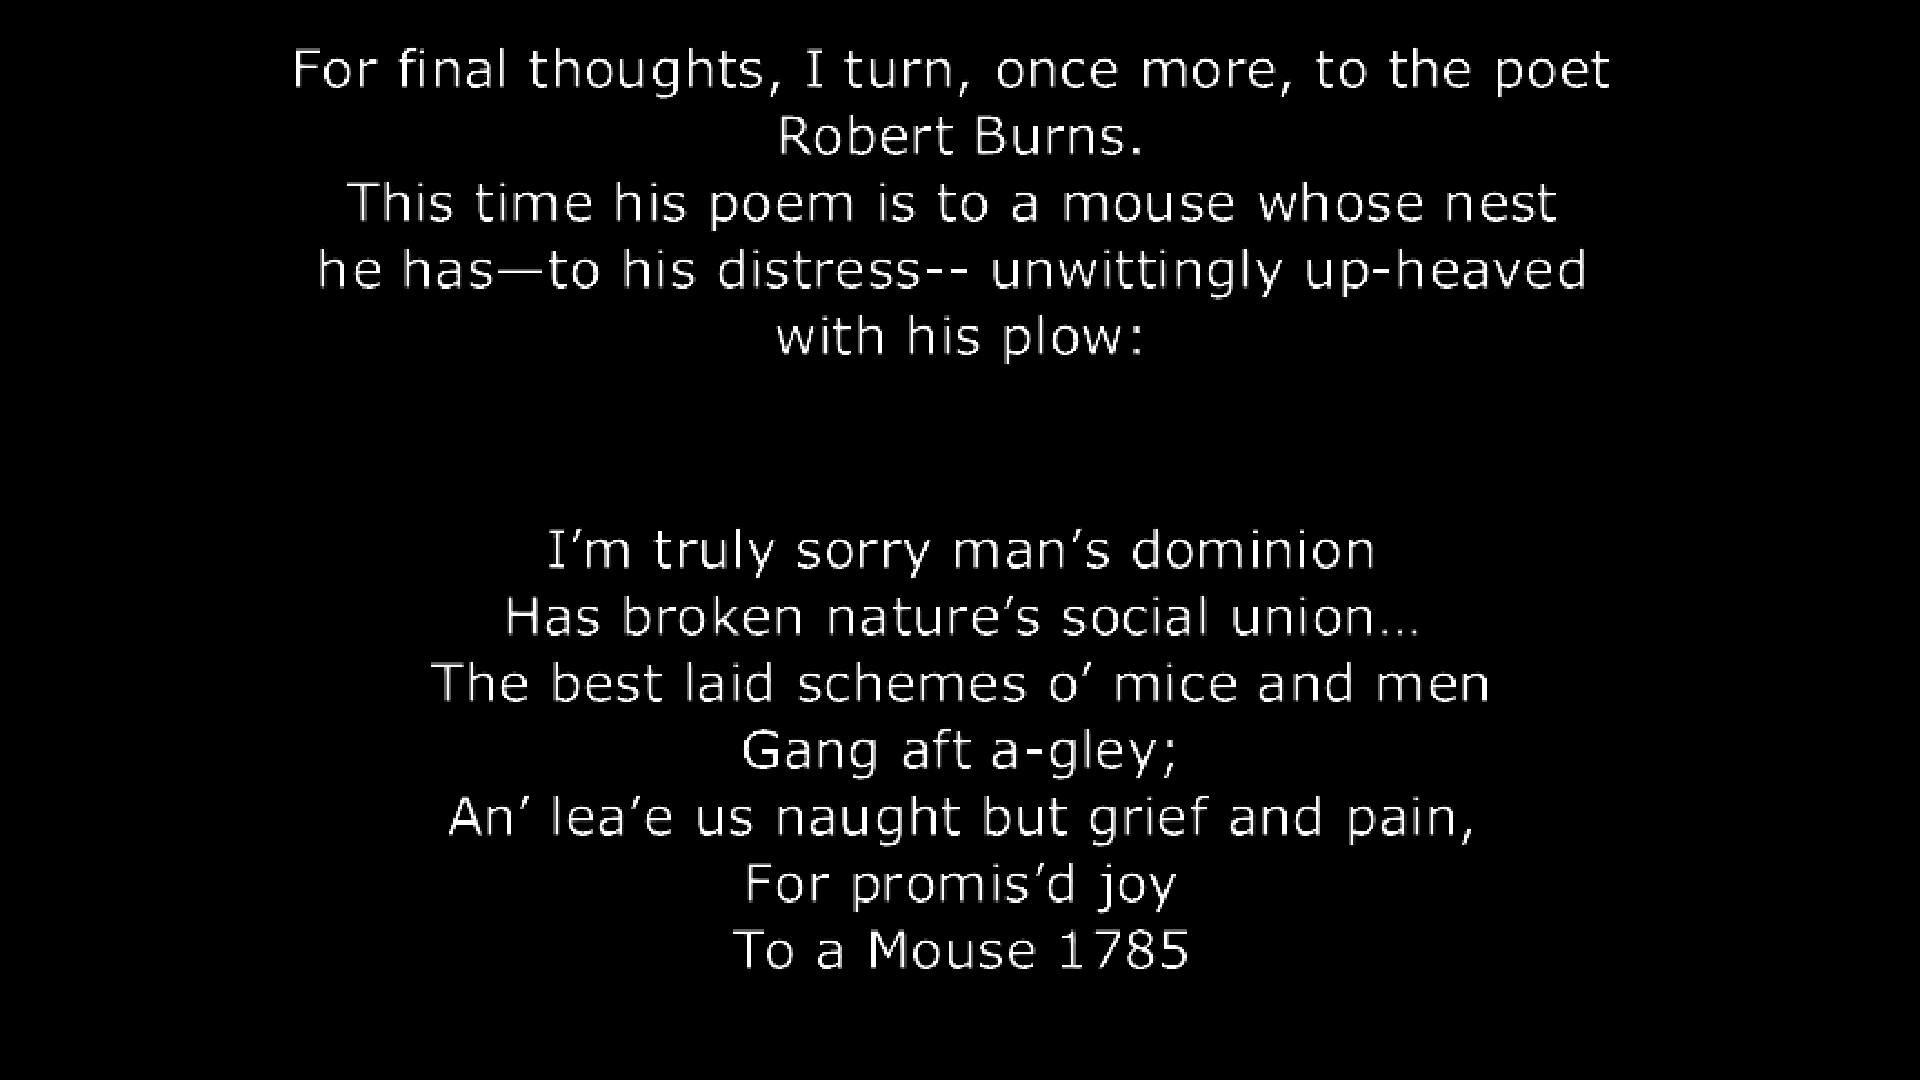 For final thoughts, I turn, once more, to the poet
Robert Burns.
This time his poem is to a mouse whose nest
he has—to his distress-- unwittingly up-heaved
with his plow:
I’m truly sorry man’s dominion
Has broken nature’s social union…
The best laid schemes o’ mice and men
Gang aft a-gley;
An’ lea’e us naught but grief and pain,
For promis’d joy
To a Mouse 1785